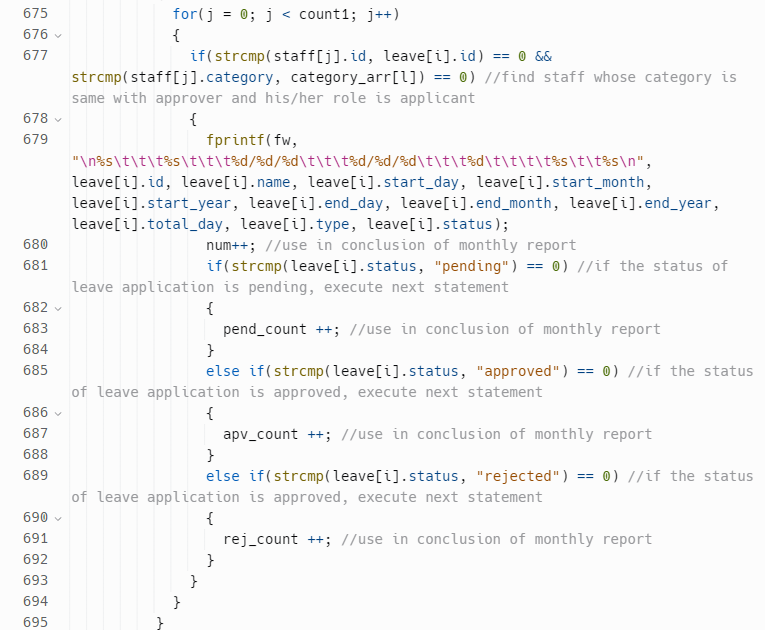 675 for(j = 0; j < count1; j++)
676 {
677 if(strcmp(staff[j].id, leave[i].id) == 0 &&
strcmp(staff[j].category, category_arr[l]) == 0) //find staff whose category is
same with approver and his/her role is applicant
678 {
679 fprintf(fw,
"\n%s\t\t\t%s\t\t\t%d/%d/%d\t\t\t%d/%d/%d\t\t\t%d\t\t\t\t%s\t\t%s\n",
leave[i].id, leave[i].name, leave[i].start_day, leave[i].start_month,
leave[i].start_year, leave[i].end_day, leave[i].end_month, leave[i].end_year,
leave[i].total_day, leave[i].type, leave[i].status);
680 num++; //use in conclusion of monthly report
681 if(strcmp(leave[i].status, "pending") == 0) //if the status of
leave application is pending, execute next statement
682 {
683 pend_count ++; //use in conclusion of monthly report
684 }
685 else if(strcmp(leave[i].status, "approved") == 0) //if the status
of leave application is approved, execute next statement
686 {
687 apv_count ++; //use in conclusion of monthly report
688 }
689 else if(strcmp(leave[i].status, "rejected") == 0) //if the status
of leave application is approved, execute next statement
690 {
691 rej_count ++; //use in conclusion of monthly report
692 }
693 }
694 }
695 }